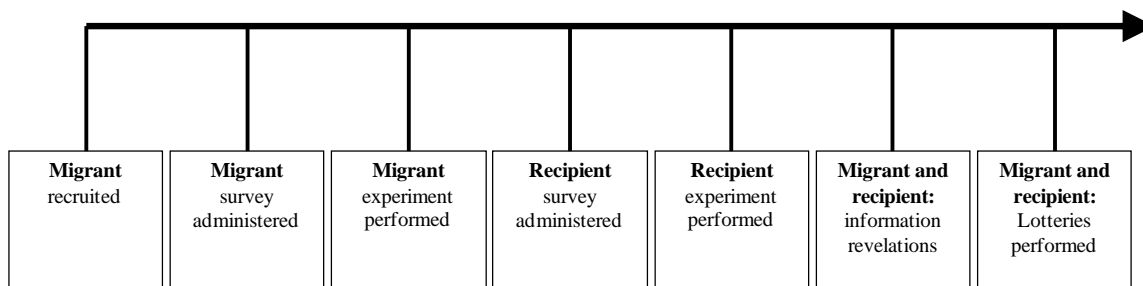 Migrant
recruited
Migrant
survey
administered
Migrant
experiment
performed
Recipient
survey
administered
Recipient
experiment
performed
Migrant and
recipient:
information
revelations
Migrant and
recipient:
Lotteries
performed